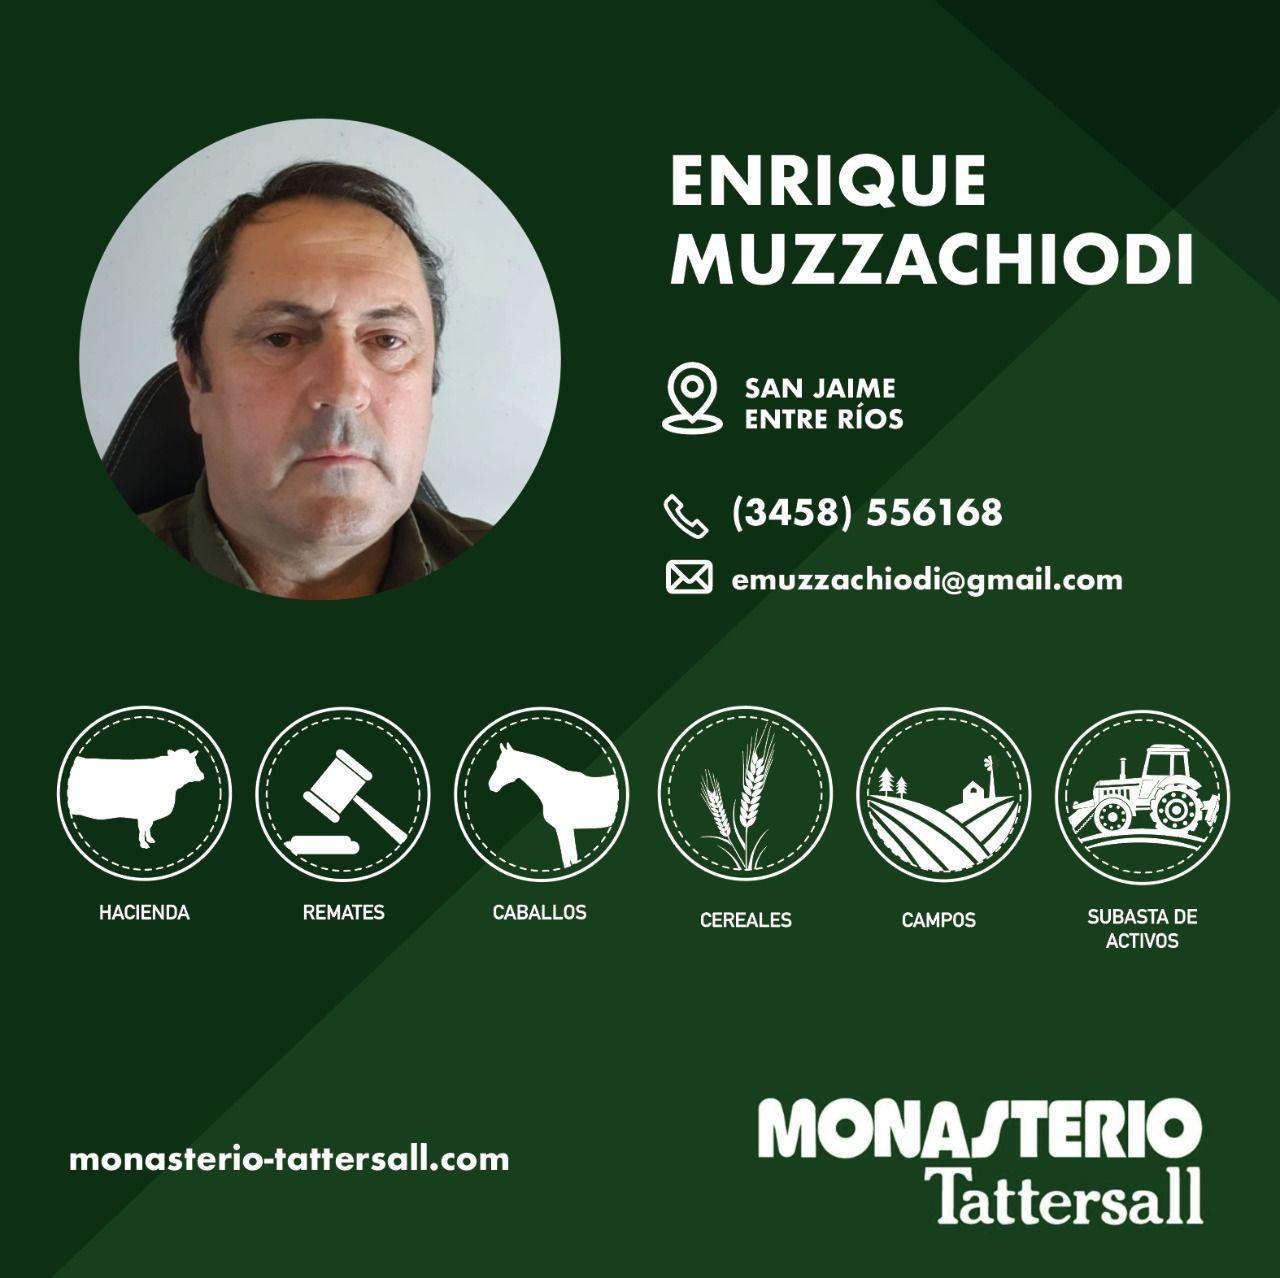 ENRIQUE
MUZZACHIODI
SAN JAIME
ENTRE RÍOS
(3458) 556168
emuzzachiodi@gmail.com
HACIENDA
REMATES
CABALLOS
CEREALES
CAMPOS
SUBASTA DE
ACTIVOS
monasterio-tattersall.com
MONASTERIO
Tattersall